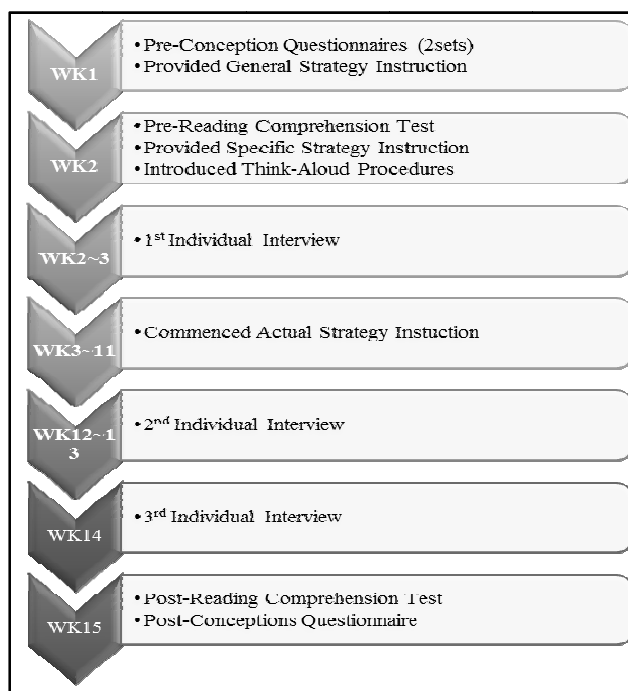 WK1
•Pre-Conception Questionnaires (2sets)
•Provided General Strategy Instruction
WK2
•Pre-Reading Comprehension Test
•Provided Specific Strategy Instruction
•Introduced Think-Aloud Procedures
WK2~3
•1st Individual Interview
WK3~11
•Commenced Actual Strategy Instuction
WK12~1
3
•2nd Individual Interview
WK14
•3rd Individual Interview
WK15
•Post-Reading Comprehension Test
•Post-Conceptions Questionnaire